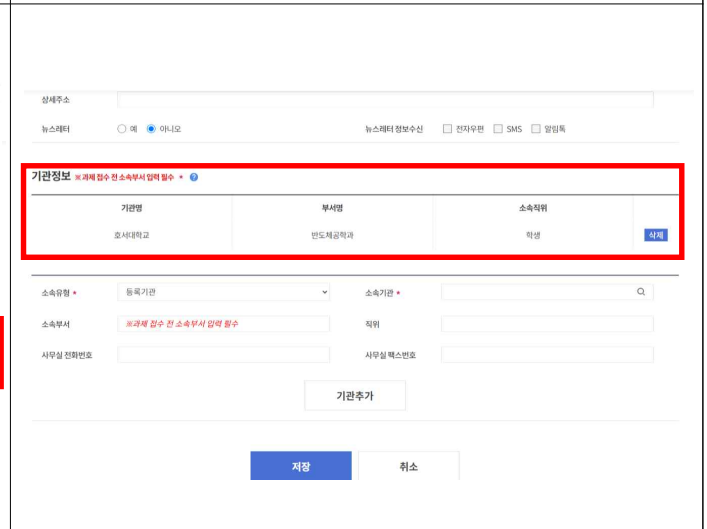 상세주소
뉴스레터 예 아니오 뉴스레터 정보수신 전자우편 SMS 알림톡
기관정보 ※과제 접수 전 소속부서 입력 필수 * ?
기관명 부서명 소속직위
호서대학교 반도체공학과 학생 삭제
소속유형 * 등록기관 소속기관 *
소속부서 ※과제 접수 전 소속부서 입력 필수 직위
사무실 전화번호 사무실 팩스번호
기관추가
저장 취소